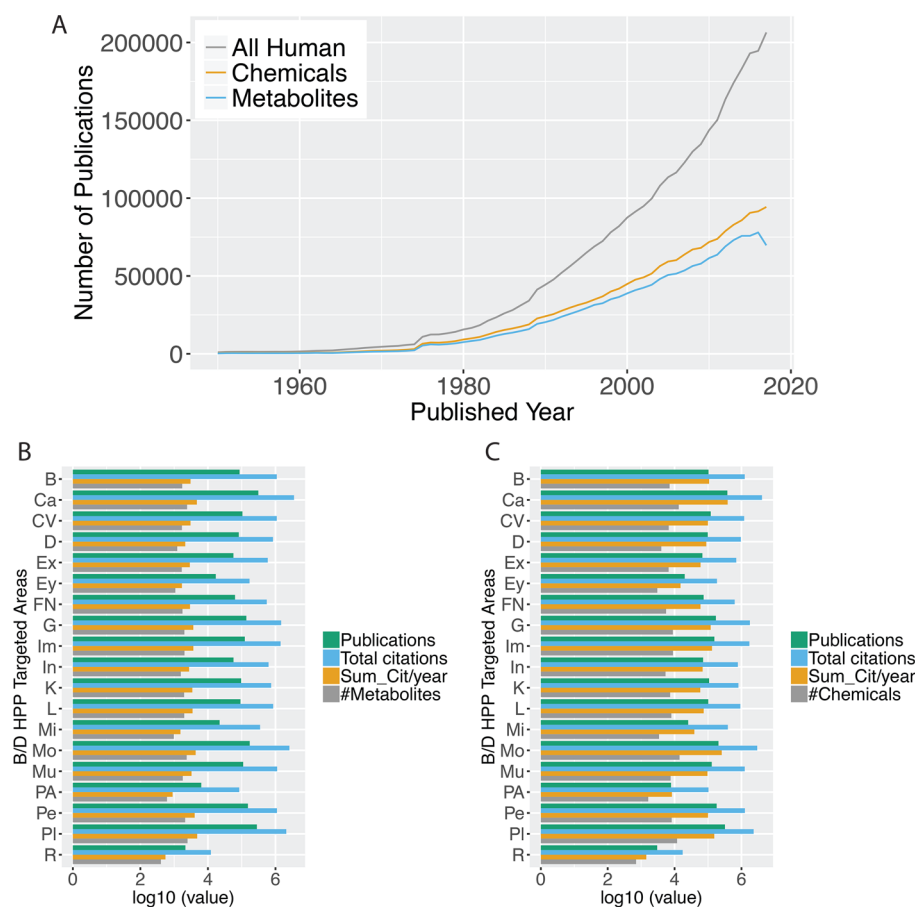 A
200000
150000
100000
50000
0
Number of Publications
All Human
Chemicals
Metabolites
1960
1980
2000
2020
Published Year
B
B/D HPP Targeted Areas
B
Ca
CV
D
Ex
Ey
FN
G
Im
In
K
L
Mi
Mo
Mu
PA
Pe
Pl
R
0
2
4
6
log10 (value)
Publications
Total citations
Sum_Cit/year
#Metabolites
C
B/D HPP Targeted Areas
B
Ca
CV
D
Ex
Ey
FN
G
Im
In
K
L
Mi
Mo
Mu
PA
Pe
Pl
R
0
2
4
6
log10 (value)
Publications
Total citations
Sum_Cit/year
#Chemicals